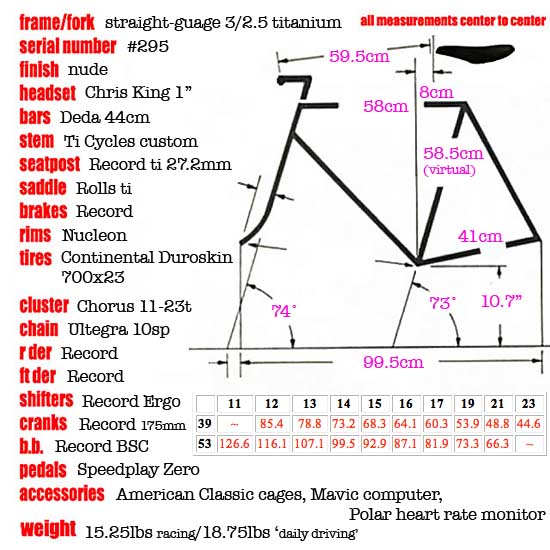 frame/fork straight-guage 3/2.5 titanium
all measurements center to center
serial number #295
finish nude
headset Chris King 1"
bars Deda 44cm
stem Ti Cycles custom
seatpost Record ti 27.2mm
saddle Rolls ti
brakes Record
rims Nucleon
tires Continental Duroskin
700x23
cluster Chorus 11-23t
chain Ultegra 10sp
r der Record
ft der Record
shifters Record Ergo
cranks Record 175mm
b.b. Record BSC
pedals Speedplay Zero
accessories American Classic cages, Mavic computer,
Polar heart rate monitor
weight 15.25lbs racing/18.75lbs 'daily driving'
59.5cm
8cm
58cm
58.5cm
(virtual)
41cm
74°
73°
10.7"
99.5cm
11 12 13 14 15 16 17 19 21 23
39 ~ 85.4 78.8 73.2 68.3 64.1 60.3 53.9 48.8 44.6
53 126.6 116.1 107.1 99.5 92.9 87.1 81.9 73.3 66.3 ~